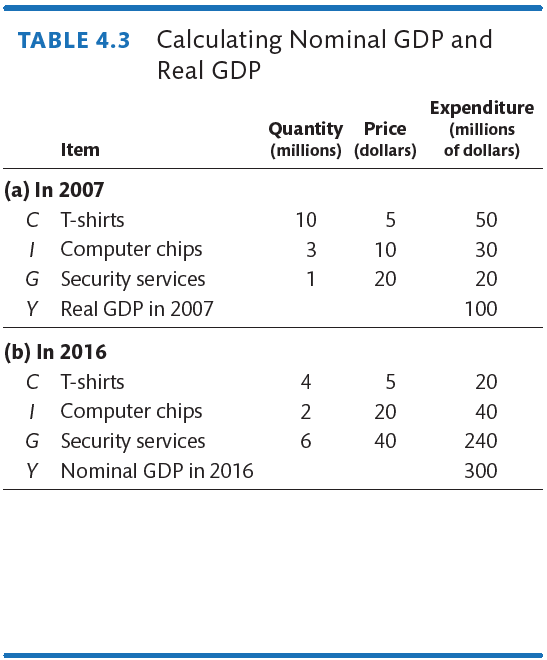 TABLE 4.3 Calculating Nominal GDP and
Real GDP
Item Quantity (millions) Price (dollars) Expenditure (millions of dollars)
(a) In 2007
C T-shirts 10 5 50
I Computer chips 3 10 30
G Security services 1 20 20
Y Real GDP in 2007 100
(b) In 2016
C T-shirts 4 5 20
I Computer chips 2 20 40
G Security services 6 40 240
Y Nominal GDP in 2016 300